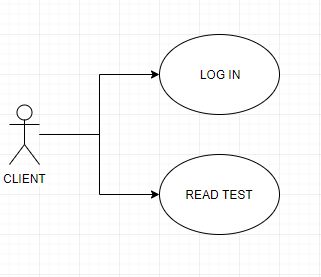 LOG IN
CLIENT
READ TEST